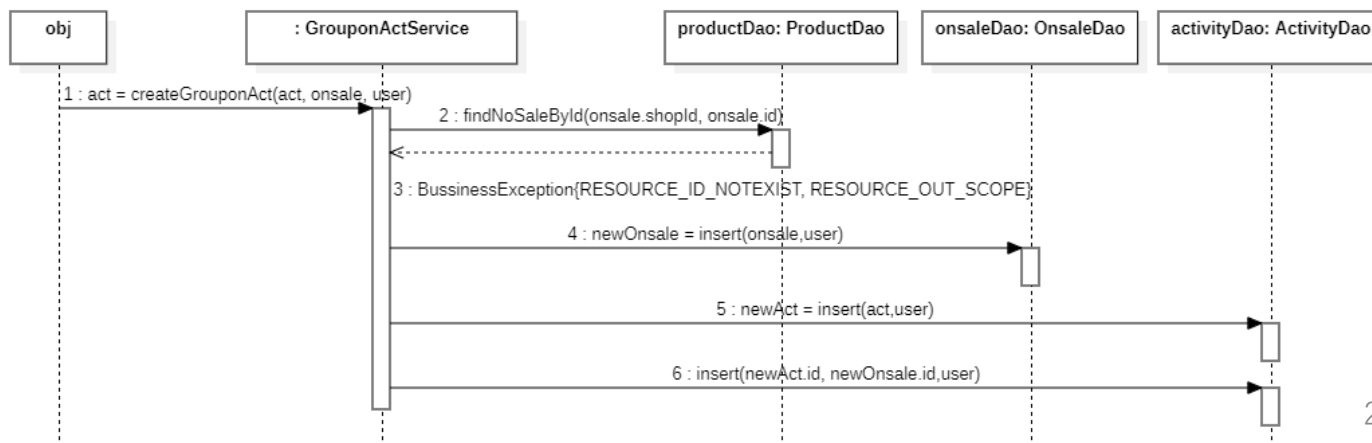 obj
: GrouponActService
productDao: ProductDao
onsaleDao: OnsaleDao
activityDao: ActivityDao
1 : act = createGrouponAct(act, onsale, user)
2 : findNoSaleById(onsale.shopId, onsale.id)
3 : BussinessException{RESOURCE_ID_NOTEXIST, RESOURCE_OUT_SCOPE}
4 : newOnsale = insert(onsale,user)
5 : newAct = insert(act,user)
6 : insert(newAct.id, newOnsale.id,user)